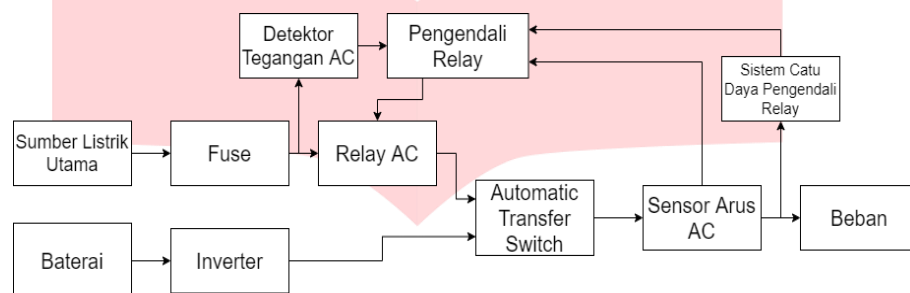 Detektor
Tegangan AC
Pengendali
Relay
Sistem Catu
Daya Pengendali
Relay
Sumber Listrik
Utama
Fuse
Relay AC
Automatic
Transfer
Switch
Sensor Arus
AC
Beban
Baterai
Inverter